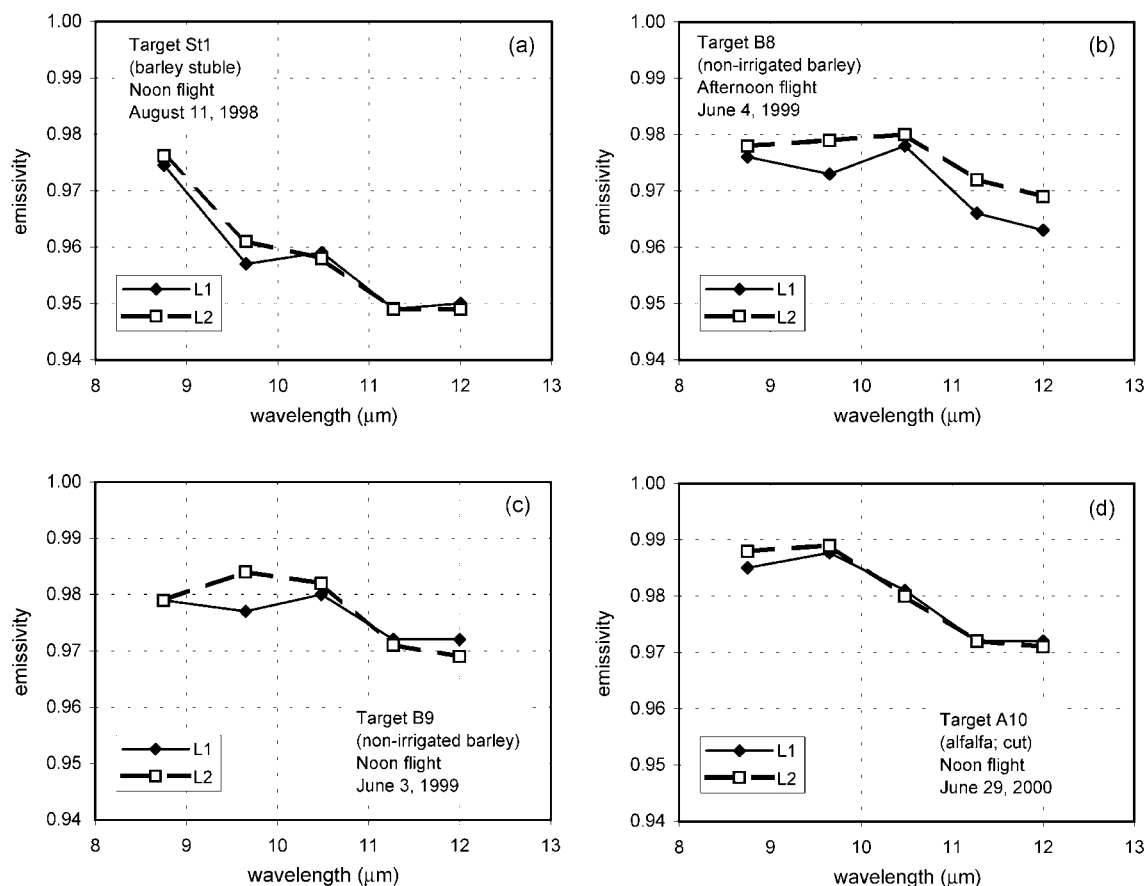 (a)
Target St1
(barley stuble)
Noon flight
August 11, 1998
1.00
0.99
0.98
0.97
0.96
0.95
0.94
emissivity
L1
L2
8 9 10 11 12 13
wavelength (μm)
(b)
Target B8
(non-irrigated barley)
Afternoon flight
June 4, 1999
1.00
0.99
0.98
0.97
0.96
0.95
0.94
emissivity
L1
L2
8 9 10 11 12 13
wavelength (μm)
(c)
1.00
0.99
0.98
0.97
0.96
0.95
0.94
emissivity
Target B9
(non-irrigated barley)
Noon flight
June 3, 1999
L1
L2
8 9 10 11 12 13
wavelength (μm)
(d)
1.00
0.99
0.98
0.97
0.96
0.95
0.94
emissivity
Target A10
(alfalfa; cut)
Noon flight
June 29, 2000
L1
L2
8 9 10 11 12 13
wavelength (μm)